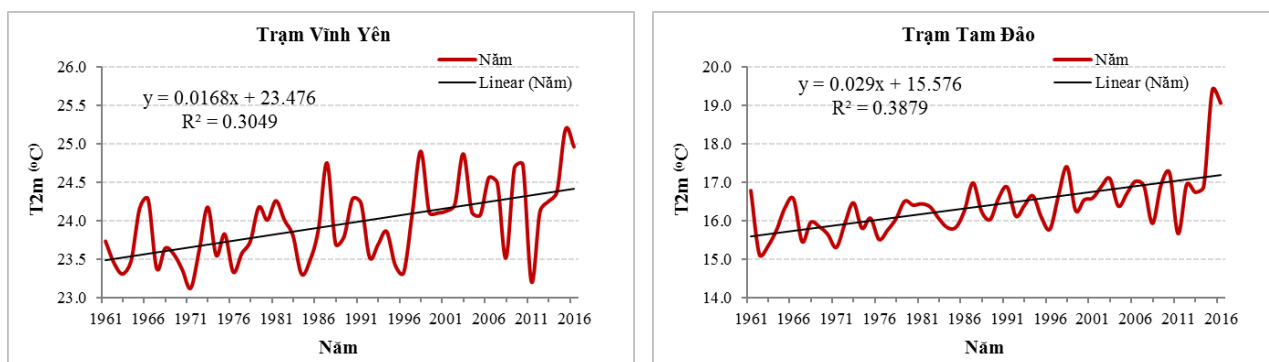 Trạm Vĩnh Yên
Năm
Linear (Năm)
y = 0.0168x + 23.476
R² = 0.3049
T2m (ºC)
26.0
25.5
25.0
24.5
24.0
23.5
23.0
1961 1966 1971 1976 1981 1986 1991 1996 2001 2006 2011 2016
Năm
Trạm Tam Đảo
Năm
Linear (Năm)
y = 0.029x + 15.576
R² = 0.3879
T2m (ºC)
20.0
19.0
18.0
17.0
16.0
15.0
14.0
1961 1966 1971 1976 1981 1986 1991 1996 2001 2006 2011 2016
Năm